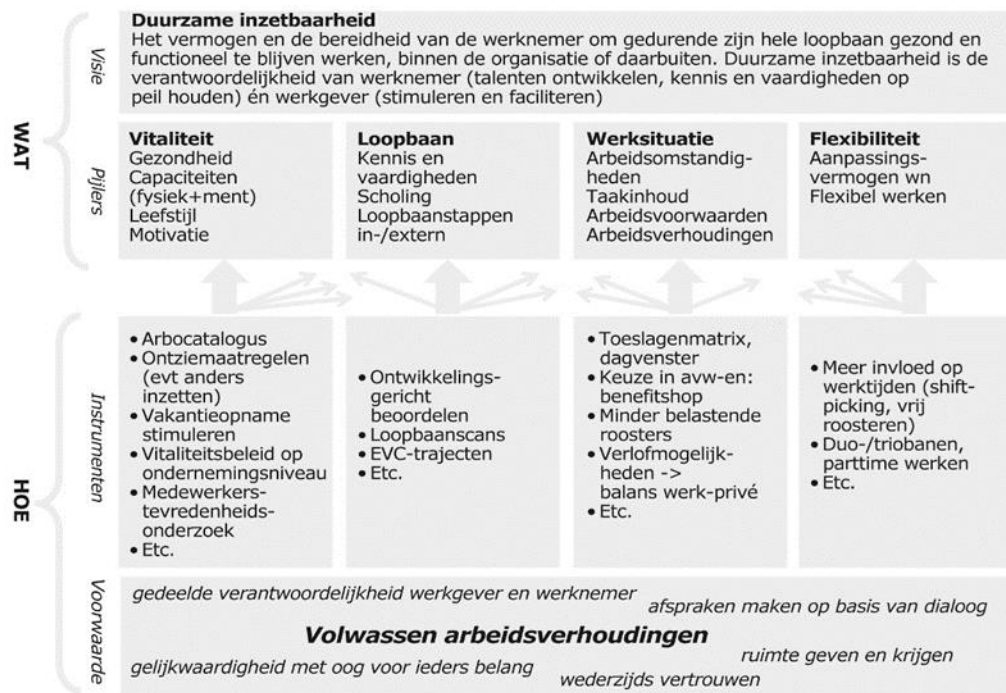 WAT
Visie
Duurzame inzetbaarheid
Het vermogen en de bereidheid van de werknemer om gedurende zijn hele loopbaan gezond en
functioneel te blijven werken, binnen de organisatie of daarbuiten. Duurzame inzetbaarheid is de
verantwoordelijkheid van werknemer (talenten ontwikkelen, kennis en vaardigheden op
peil houden) én werkgever (stimuleren en faciliteren)
Pijlers
Vitaliteit
Gezondheid
Capaciteiten
(fysiek+ment)
Leefstijl
Motivatie
Loopbaan
Kennis en
vaardigheden
Scholing
Loopbaanstappen
in-/extern
Werksituatie
Arbeidsomstandig-
heden
Taakinhoud
Arbeidsvoorwaarden
Arbeidsverhoudingen
Flexibiliteit
Aanpassings-
vermogen wn
Flexibel werken
HOE
Instrumenten
• Arbocatalogus
• Ontziemaatregelen
(evt anders
inzetten)
• Vakantieopname
stimuleren
• Vitaliteitsbeleid op
ondernemingsniveau
• Medewerkers-
tevredenheids-
onderzoek
• Etc.
• Ontwikkelings-
gericht
beoordelen
• Loopbaanscans
• EVC-trajecten
• Etc.
• Toeslagenmatrix,
dagvenster
• Keuze in avw-en:
benefitshop
• Minder belastende
roosters
• Verlofmogelijk-
heden ->
balans werk-privé
• Etc.
• Meer invloed op
werktijden (shift-
picking, vrij
roosteren)
• Duo-/triobanen,
parttime werken
• Etc.
Voorwaarde
gedeelde verantwoordelijkheid werkgever en werknemer
afspraken maken op basis van dialoog
Volwassen arbeidsverhoudingen
ruimte geven en krijgen
gelijkwaardigheid met oog voor ieders belang
wederzijds vertrouwen